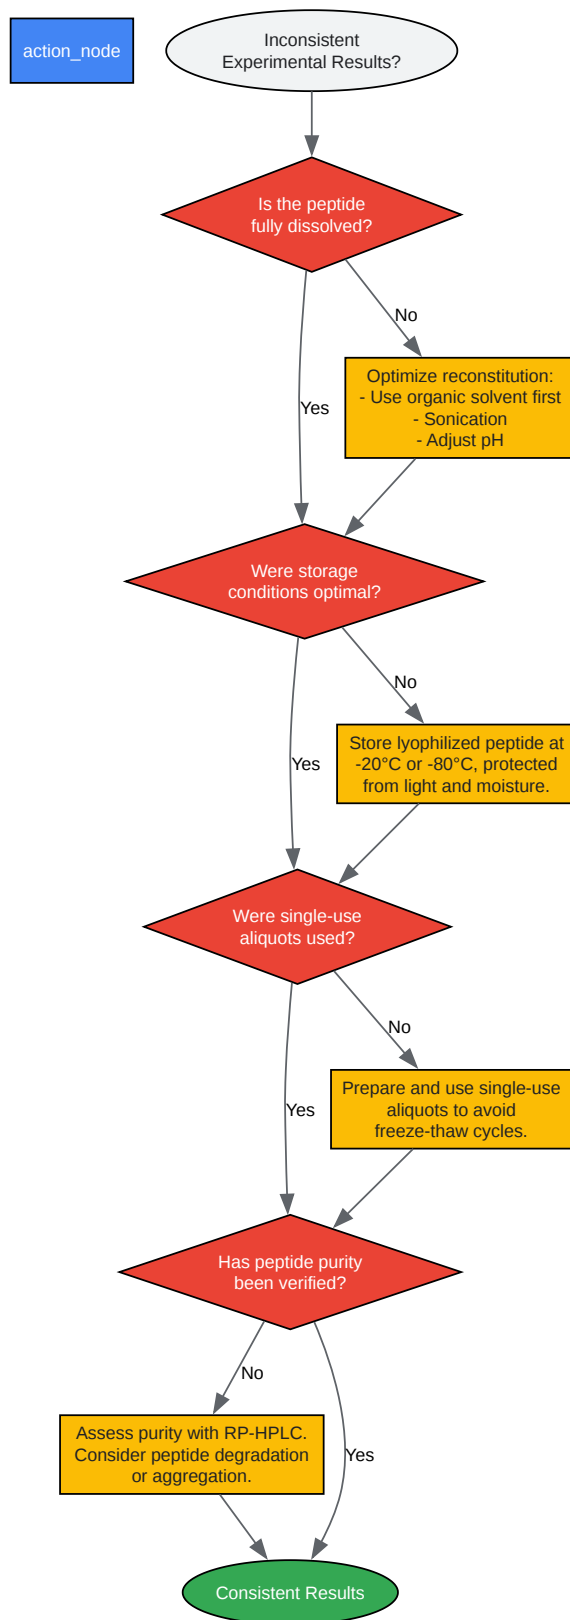 action_node
Inconsistent
Experimental Results?
Is the peptide
fully dissolved?
No
Optimize reconstitution:
- Use organic solvent first
- Sonication
- Adjust pH
Yes
Were storage
conditions optimal?
No
Store lyophilized peptide at
-20°C or -80°C, protected
from light and moisture.
Yes
Were single-use
aliquots used?
No
Prepare and use single-use
aliquots to avoid
freeze-thaw cycles.
Yes
Has peptide purity
been verified?
No
Assess purity with RP-HPLC.
Consider peptide degradation
or aggregation.
Yes
Consistent Results